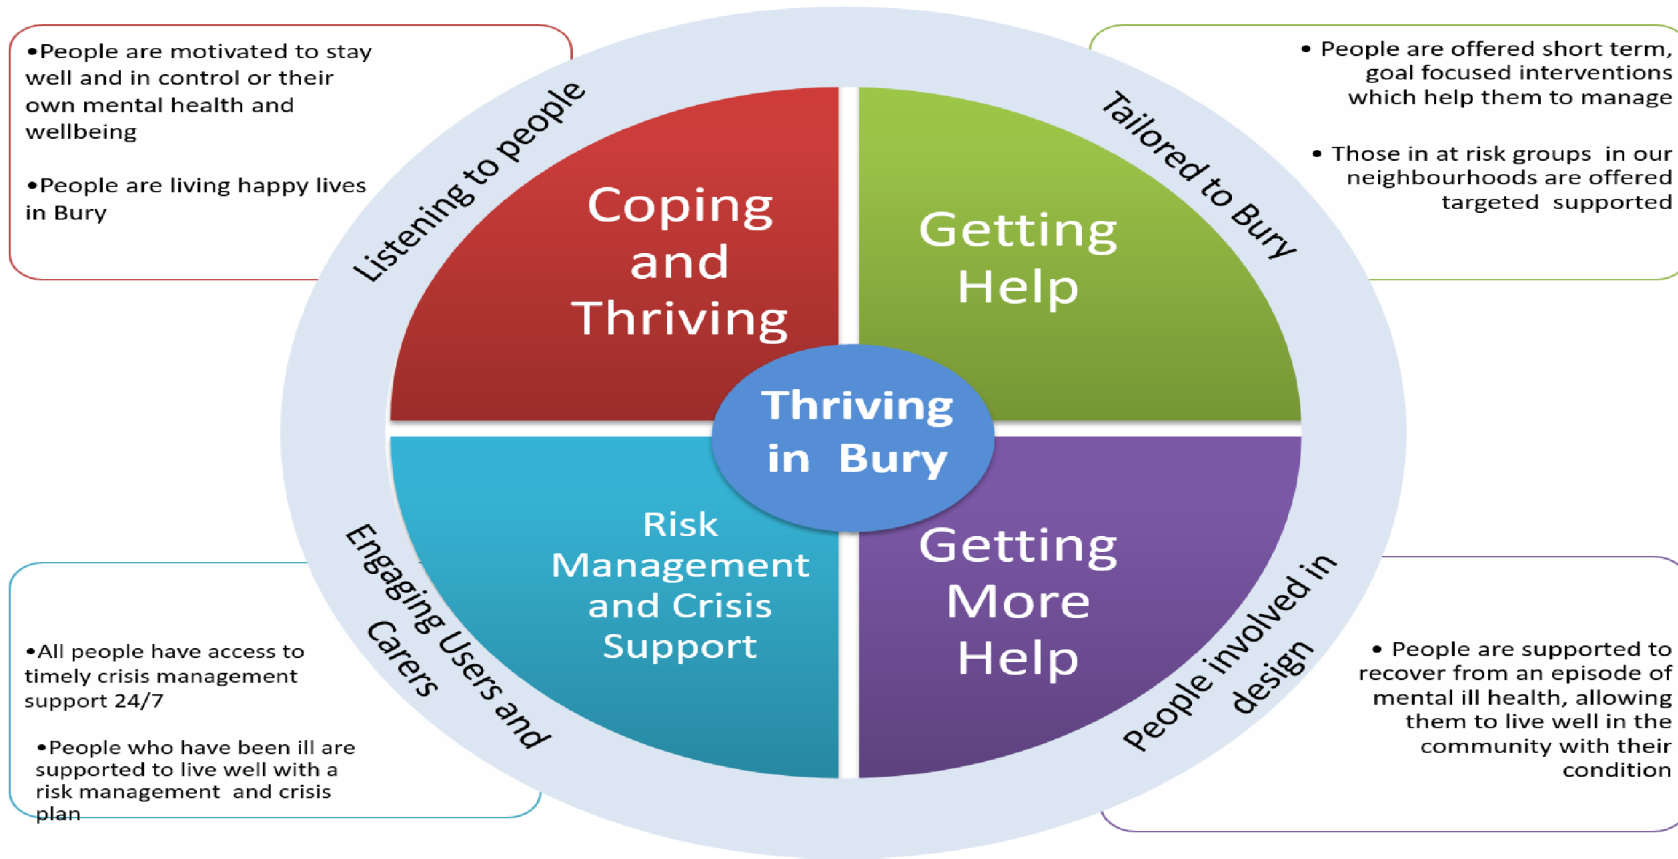 •People are motivated to stay
well and in control or their
own mental health and
wellbeing
•People are living happy lives
in Bury
• People are offered short term,
goal focused interventions
which help them to manage
• Those in at risk groups in our
neighbourhoods are offered
targeted supported
Listening to people
Tailored to Bury
Coping
and
Thriving
Getting
Help
Thriving
in Bury
Risk
Management
and Crisis
Support
Getting
More
Help
Engaging Users and
Carers
People involved in
design
•All people have access to
timely crisis management
support 24/7
•People who have been ill are
supported to live well with a
risk management and crisis
plan
• People are supported to
recover from an episode of
mental ill health, allowing
them to live well in the
community with their
condition